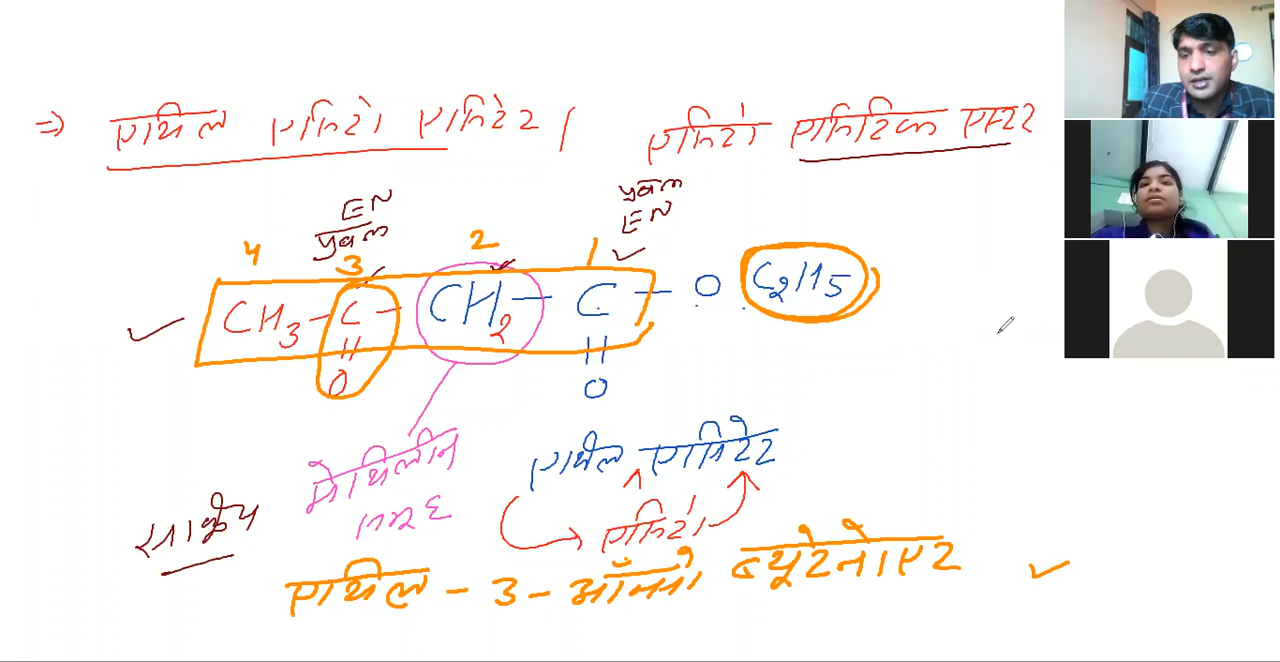 ⇒ एथिल एसिटो एसिटेट / एसिटो एसिटिक एस्टर
EN प्रबल
प्रबल EN
4 3 2 1
CH3 – C – CH2 – C – O C2H5
O O
मेथिलीन
समूह
एथिल एसिटेट
एसिटो
सक्रिय
एथिल – 3 – ऑक्सो ब्यूटेनोएट